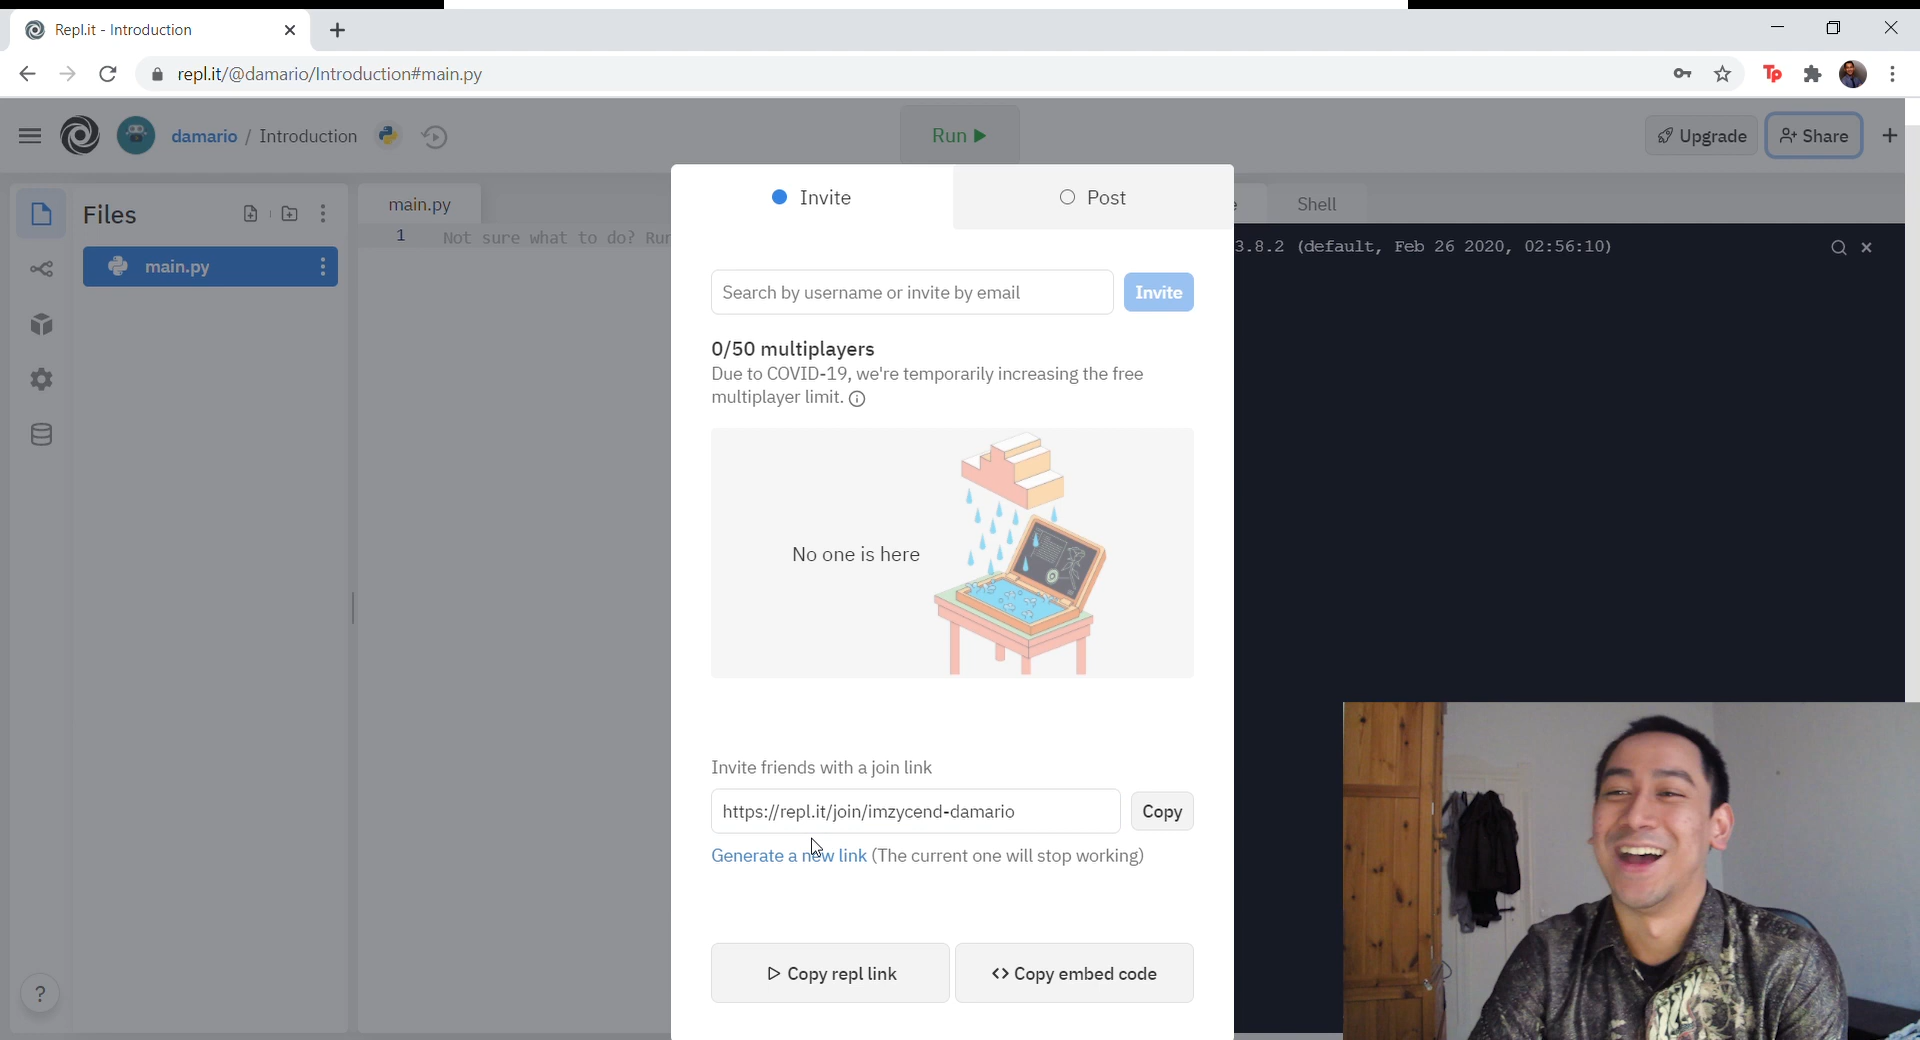 Repl.it - Introduction
repl.it/@damario/Introduction#main.py
Tp
damario / Introduction
Run
Upgrade
Share
Files
main.py
main.py
1
Not sure what to do? Run
Invite
Post
Search by username or invite by email
Invite
0/50 multiplayers
Due to COVID-19, we're temporarily increasing the free
multiplayer limit.
No one is here
Invite friends with a join link
https://repl.it/join/imzycend-damario
Copy
Generate a new link (The current one will stop working)
Copy repl link
Copy embed code
Shell
3.8.2 (default, Feb 26 2020, 02:56:10)
?